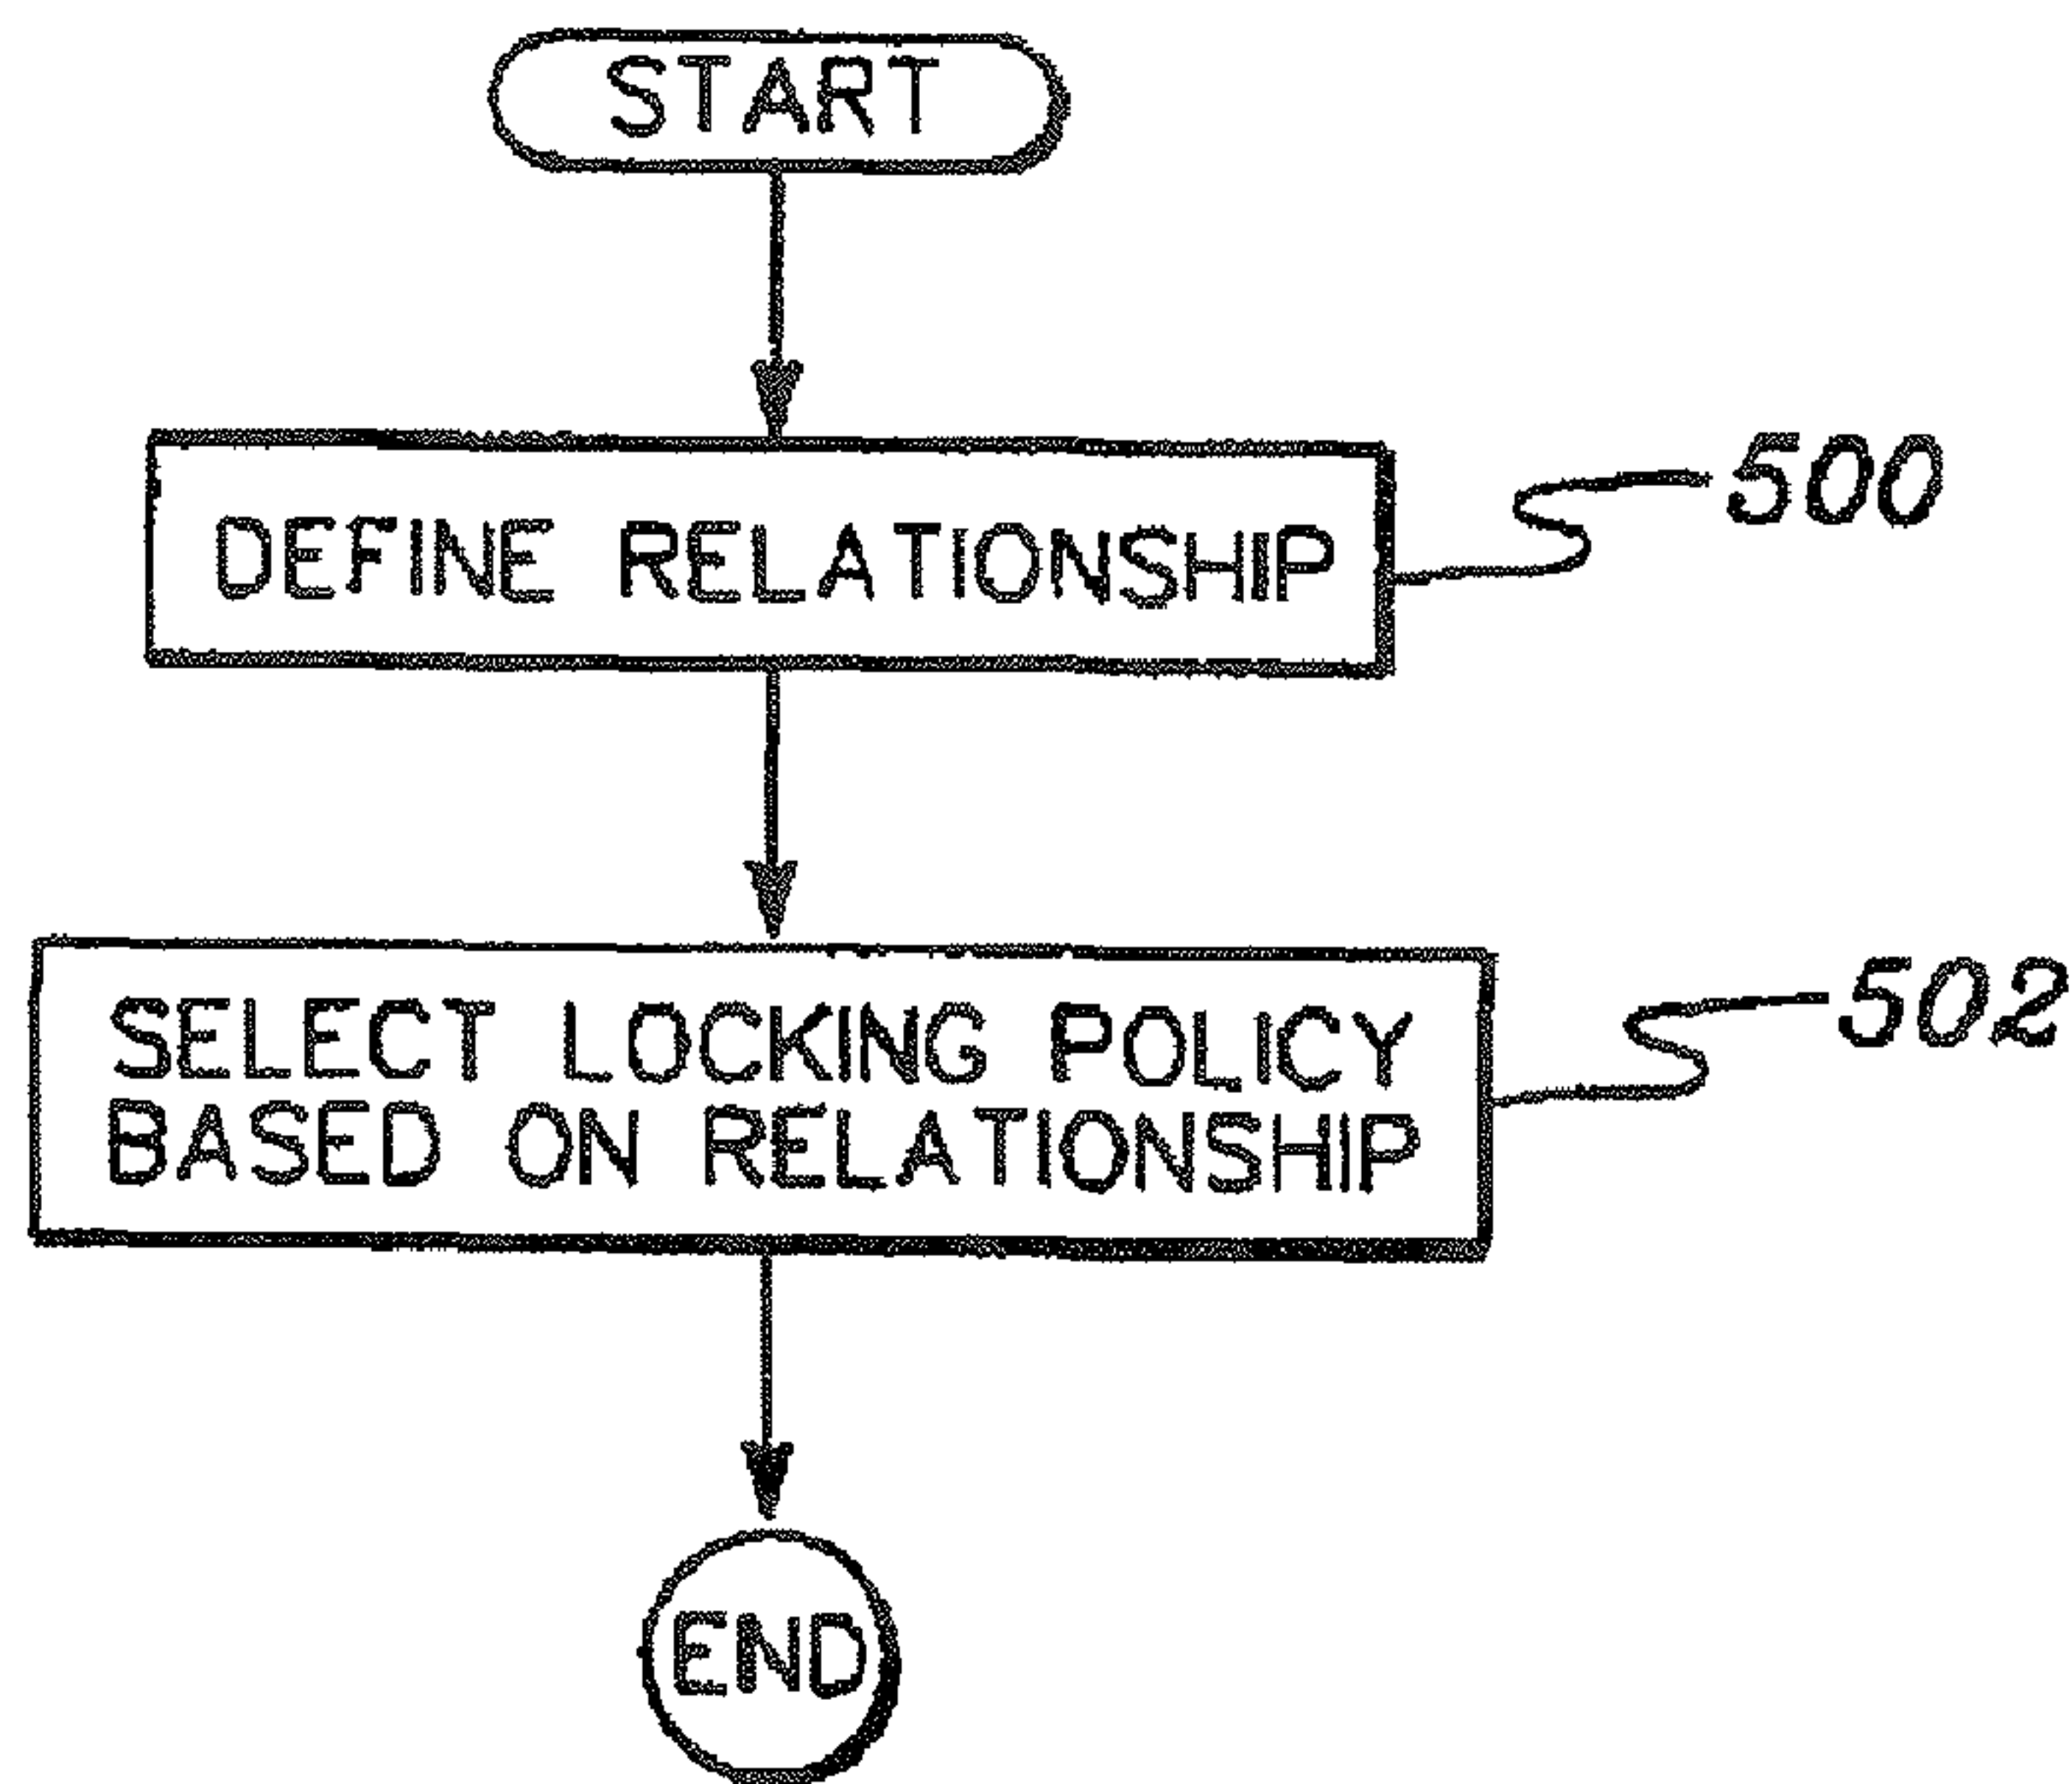 START
DEFINE RELATIONSHIP
500
SELECT LOCKING POLICY
BASED ON RELATIONSHIP
502
END